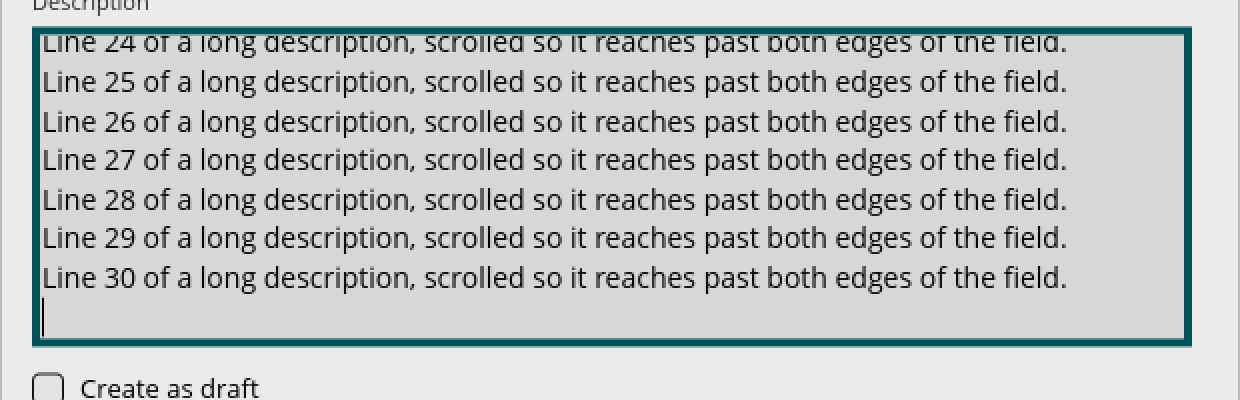 Description
Line 24 of a long description, scrolled so it reaches past both edges of the field.
Line 25 of a long description, scrolled so it reaches past both edges of the field.
Line 26 of a long description, scrolled so it reaches past both edges of the field.
Line 27 of a long description, scrolled so it reaches past both edges of the field.
Line 28 of a long description, scrolled so it reaches past both edges of the field.
Line 29 of a long description, scrolled so it reaches past both edges of the field.
Line 30 of a long description, scrolled so it reaches past both edges of the field.
Create as draft